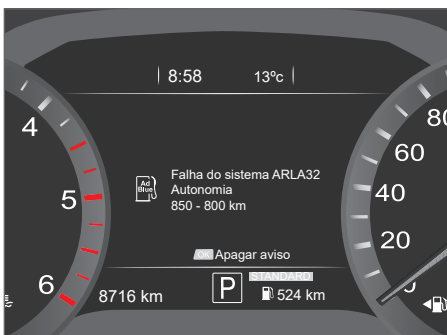 8:58
13ºc
4
5
6
80
60
40
20
0
Ad
Blue
Falha do sistema ARLA32
Autonomia
850 - 800 km
OK Apagar aviso
STANDARD
8716 km
P
524 km